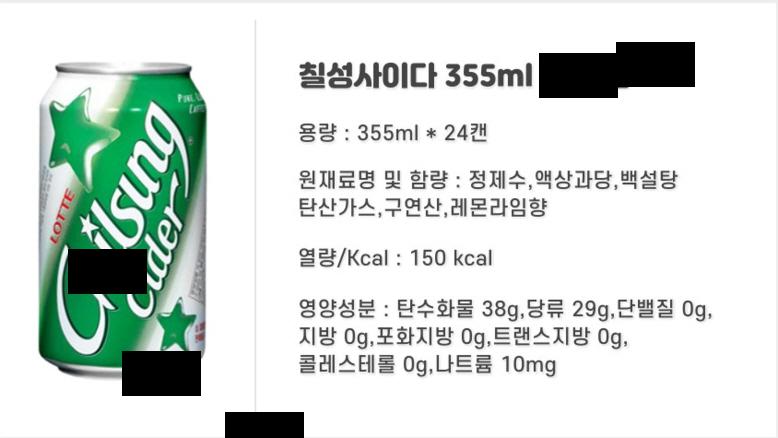 칠성사이다 355ml
용량 : 355ml * 24캔
원재료명 및 함량 : 정제수,액상과당,백설탕
탄산가스,구연산,레몬라임향
열량/Kcal : 150 kcal
영양성분 : 탄수화물 38g,당류 29g,단밸질 0g,
지방 0g,포화지방 0g,트랜스지방 0g,
콜레스테롤 0g,나트륨 10mg
LOTTE
Chilsung
Cider